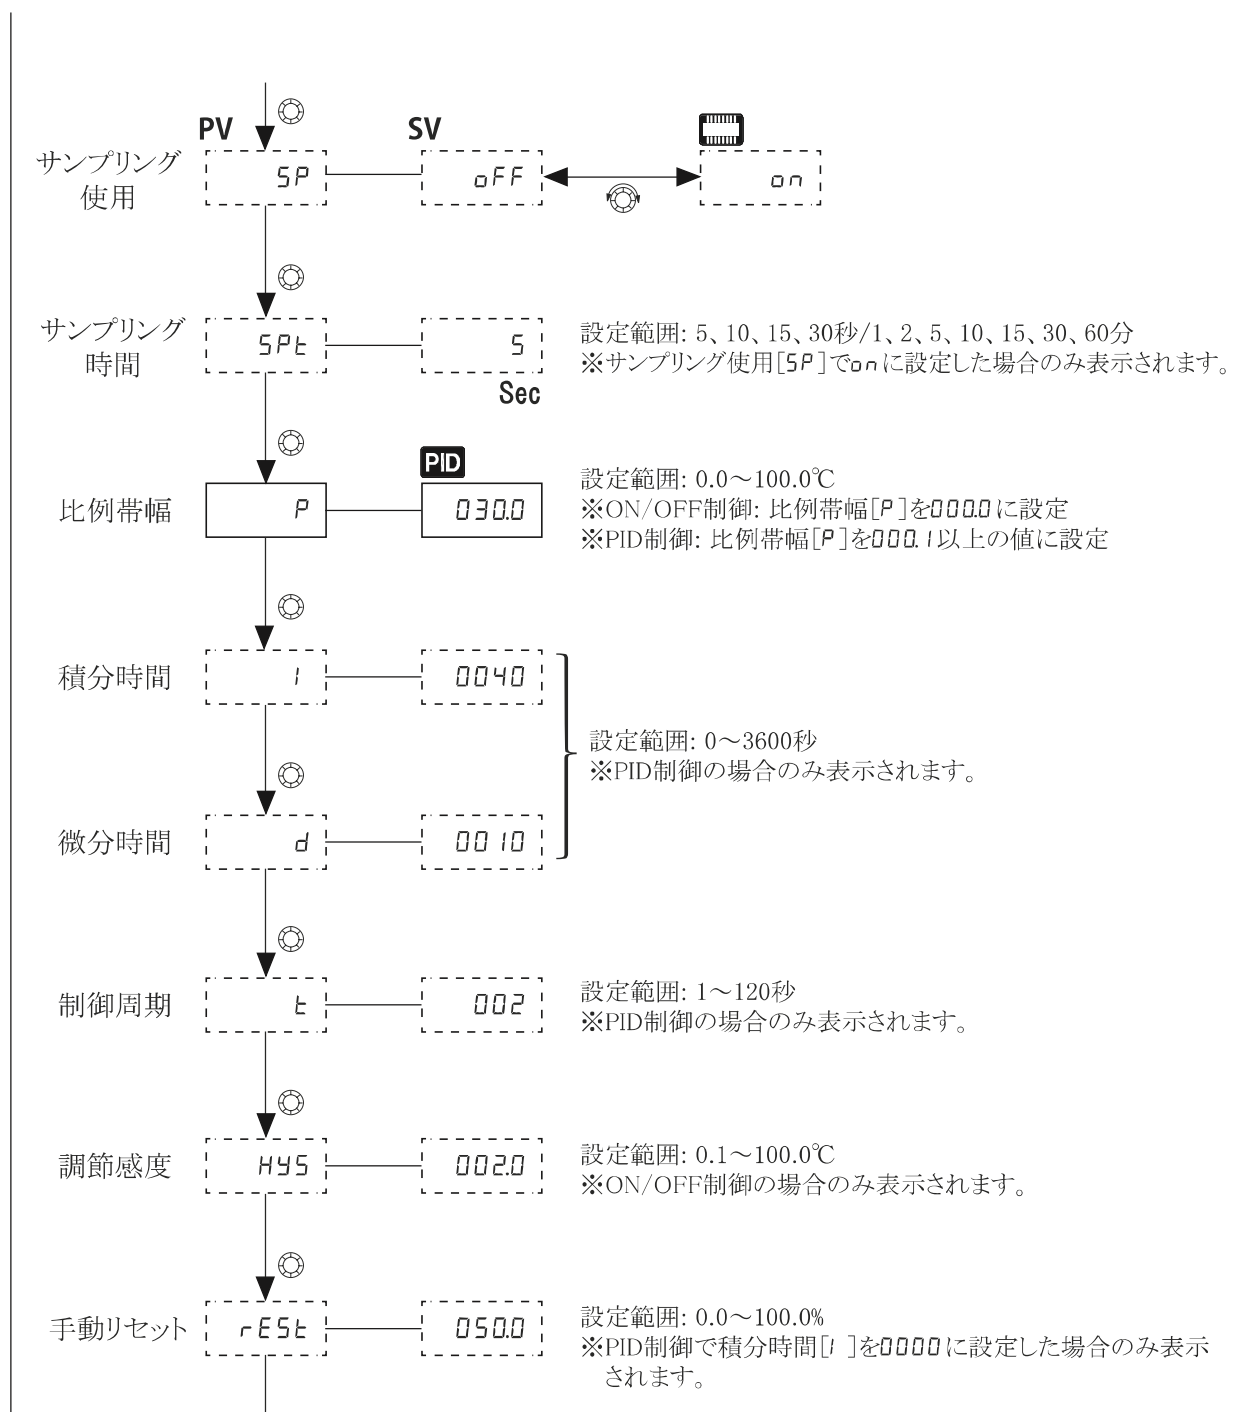 PV SV
サンプリング
使用
SP oFF on
サンプリング
時間
SPt 5
Sec
設定範囲: 5、10、15、30秒/1、2、5、10、15、30、60分
※サンプリング使用[SP]でonに設定した場合のみ表示されます。
PID
比例帯幅 P 030.0
設定範囲: 0.0～100.0℃
※ON/OFF制御: 比例帯幅[P]を000.0に設定
※PID制御: 比例帯幅[P]を000.1以上の値に設定
積分時間 I 0040
設定範囲: 0～3600秒
※PID制御の場合のみ表示されます。
微分時間 d 0010
制御周期 t 002
設定範囲: 1～120秒
※PID制御の場合のみ表示されます。
調節感度 HYS 002.0
設定範囲: 0.1～100.0℃
※ON/OFF制御の場合のみ表示されます。
手動リセット rESt 050.0
設定範囲: 0.0～100.0%
※PID制御で積分時間[I]を0000に設定した場合のみ表示
されます。